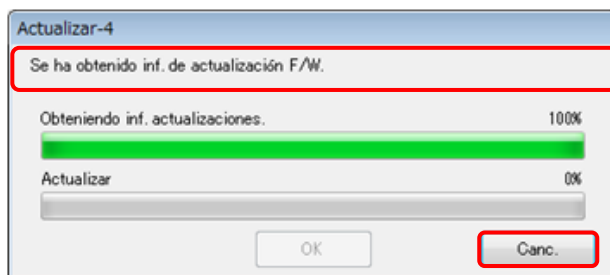 Actualizar-4
Se ha obtenido inf. de actualización F/W.
Obteniendo inf. actualizaciones. 100%
Actualizar 0%
OK Canc.